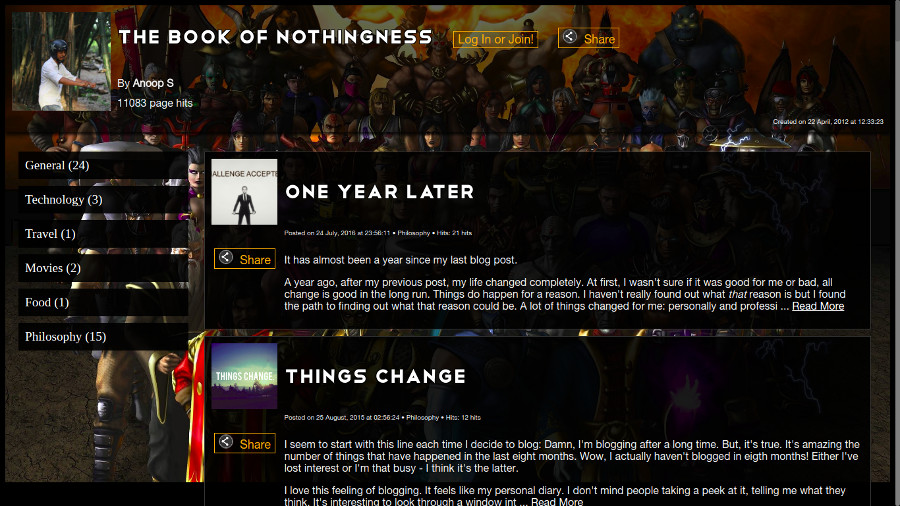 THE BOOK OF NOTHINGNESS
Log In or Join!
Share
By Anoop S
11083 page hits
Created on 22 April, 2012 at 12:33:23
General (24)
Technology (3)
Travel (1)
Movies (2)
Food (1)
Philosophy (15)
ALLENGE ACCEPTE
ONE YEAR LATER
Posted on 24 July, 2016 at 23:56:11 • Philosophy • Hits: 21 hits
Share
It has almost been a year since my last blog post.
A year ago, after my previous post, my life changed completely. At first, I wasn't sure if it was good for me or bad, all
change is good in the long run. Things do happen for a reason. I haven't really found out what that reason is but I found
the path to finding out what that reason could be. A lot of things changed for me: personally and professi ... Read More
THINGS CHANGE
THINGS CHANGE
Posted on 25 August, 2015 at 02:56:24 • Philosophy • Hits: 12 hits
Share
I seem to start with this line each time I decide to blog: Damn, I'm blogging after a long time. But, it's true. It's amazing the
number of things that have happened in the last eight months. Wow, I actually haven't blogged in eigth months! Either I've
lost interest or I'm that busy - I think it's the latter.
I love this feeling of blogging. It feels like my personal diary. I don't mind people taking a peek at it, telling me what they
think. It's interesting to look through a window int ... Read More